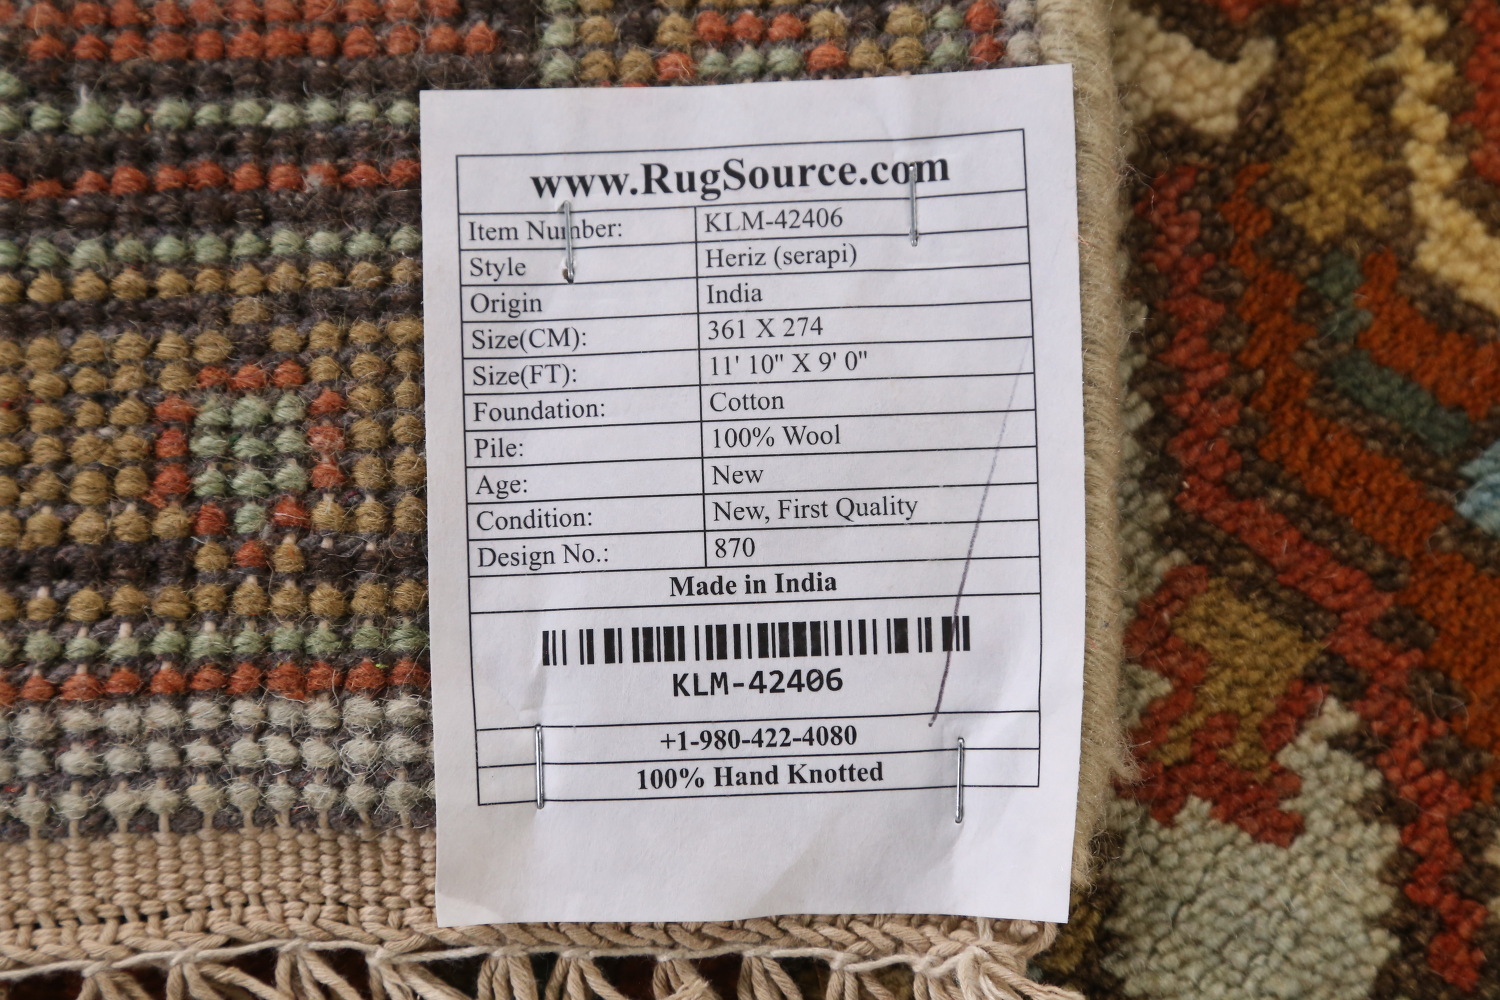 www.RugSource.com
Item Number: KLM-42406
Style Heriz (serapi)
Origin India
Size(CM): 361 X 274
Size(FT): 11' 10" X 9' 0"
Foundation: Cotton
Pile: 100% Wool
Age: New
Condition: New, First Quality
Design No.: 870
Made in India
KLM-42406
+1-980-422-4080
100% Hand Knotted